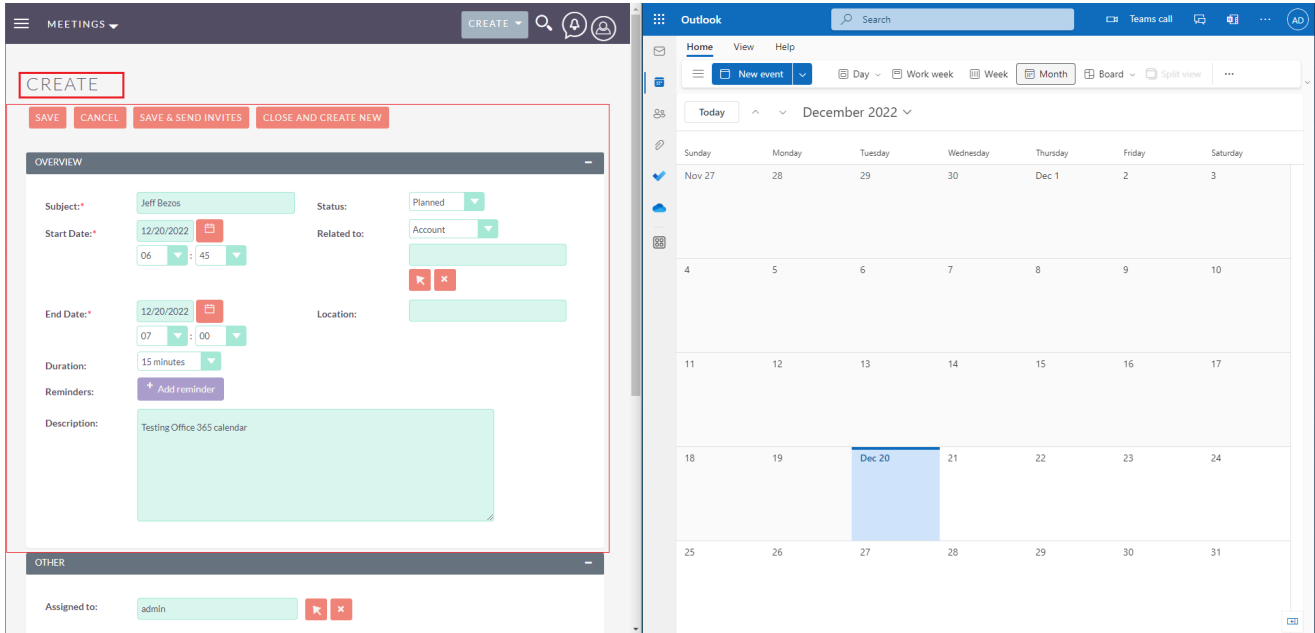 MEETINGS
CREATE
CREATE
SAVE
CANCEL
SAVE & SEND INVITES
CLOSE AND CREATE NEW
OVERVIEW
Subject:*
Jeff Bezos
Status:
Planned
Start Date:*
12/20/2022
Related to:
Account
06 : 45
End Date:*
12/20/2022
Location:
07 : 00
Duration:
15 minutes
Reminders:
+ Add reminder
Description:
Testing Office 365 calendar
OTHER
Assigned to:
admin
Outlook
Search
Teams call
AD
Home View Help
New event
Day
Work week
Week
Month
Board
Split view
Today
December 2022
Sunday Monday Tuesday Wednesday Thursday Friday Saturday
Nov 27 28 29 30 Dec 1 2 3
4 5 6 7 8 9 10
11 12 13 14 15 16 17
18 19 Dec 20 21 22 23 24
25 26 27 28 29 30 31